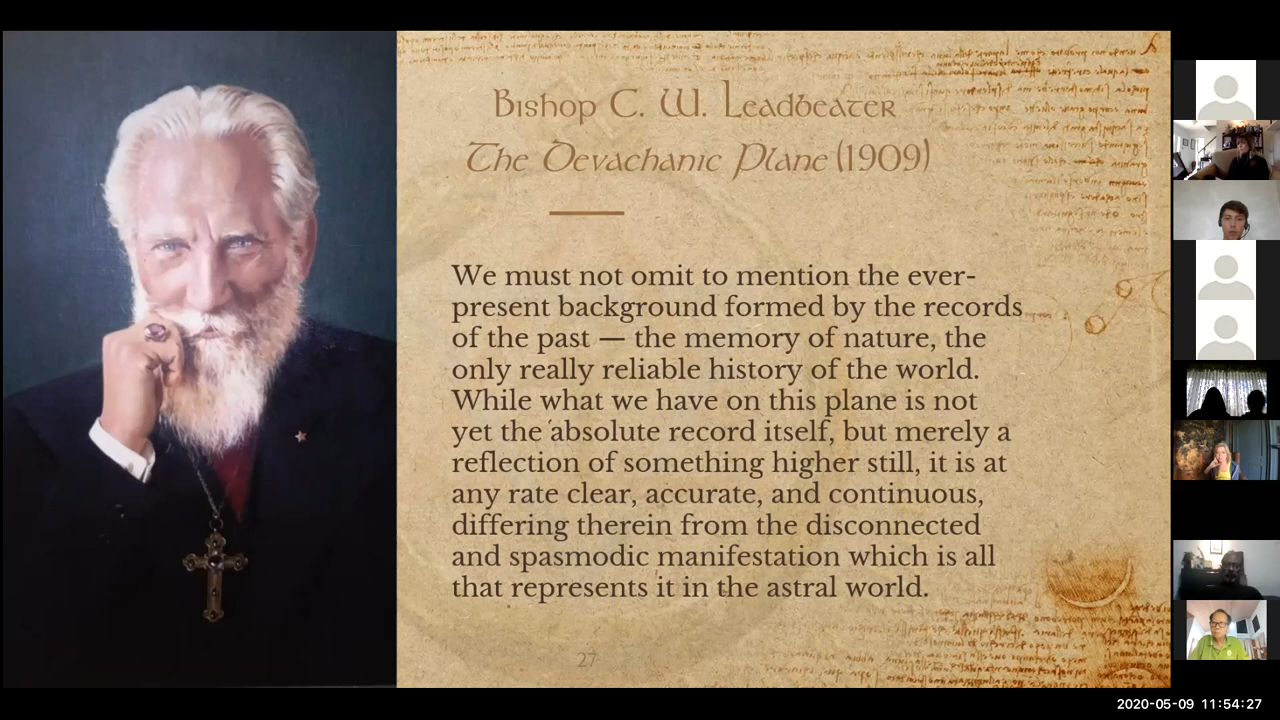 Bishop C. W. Leadbeater
The Devachanic Plane (1909)
We must not omit to mention the ever-
present background formed by the records
of the past — the memory of nature, the
only really reliable history of the world.
While what we have on this plane is not
yet the absolute record itself, but merely a
reflection of something higher still, it is at
any rate clear, accurate, and continuous,
differing therein from the disconnected
and spasmodic manifestation which is all
that represents it in the astral world.
27
2020-05-09 11:54:27